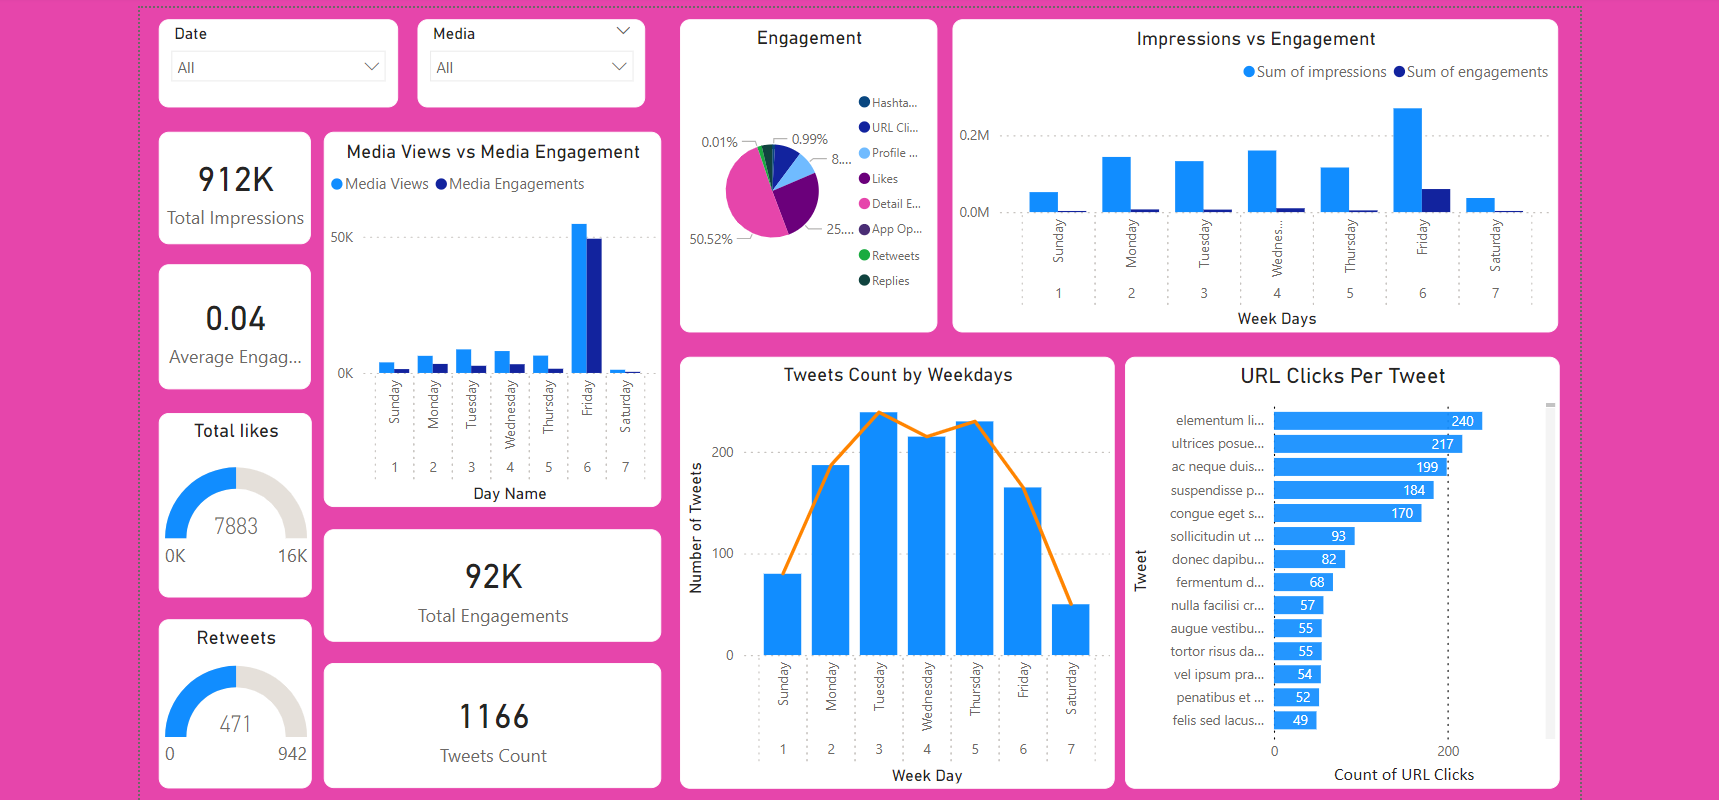 Date
All
Media
All
912K
Total Impressions
0.04
Average Engag...
Total likes
7883
0K
16K
Retweets
471
0
942
Media Views vs Media Engagement
Media Views
Media Engagements
50K
0K
Sunday
Monday
Tuesday
Wednesday
Thursday
Friday
Saturday
1
2
3
4
5
6
7
Day Name
92K
Total Engagements
1166
Tweets Count
Engagement
0.01%
0.99%
8....
25....
50.52%
Hashta...
URL Cli...
Profile ...
Likes
Detail E...
App Op...
Retweets
Replies
Impressions vs Engagement
Sum of impressions
Sum of engagements
0.2M
0.0M
Sunday
Monday
Tuesday
Wednes...
Thursday
Friday
Saturday
1
2
3
4
5
6
7
Week Days
Tweets Count by Weekdays
Number of Tweets
200
100
0
Sunday
Monday
Tuesday
Wednesday
Thursday
Friday
Saturday
1
2
3
4
5
6
7
Week Day
URL Clicks Per Tweet
Tweet
elementum li... 240
ultrices posue... 217
ac neque duis... 199
suspendisse p... 184
congue eget s... 170
sollicitudin ut ... 93
donec dapibu... 82
fermentum d... 68
nulla facilisi cr... 57
augue vestibu... 55
tortor risus da... 55
vel ipsum pra... 54
penatibus et ... 52
felis sed lacus... 49
0
200
Count of URL Clicks